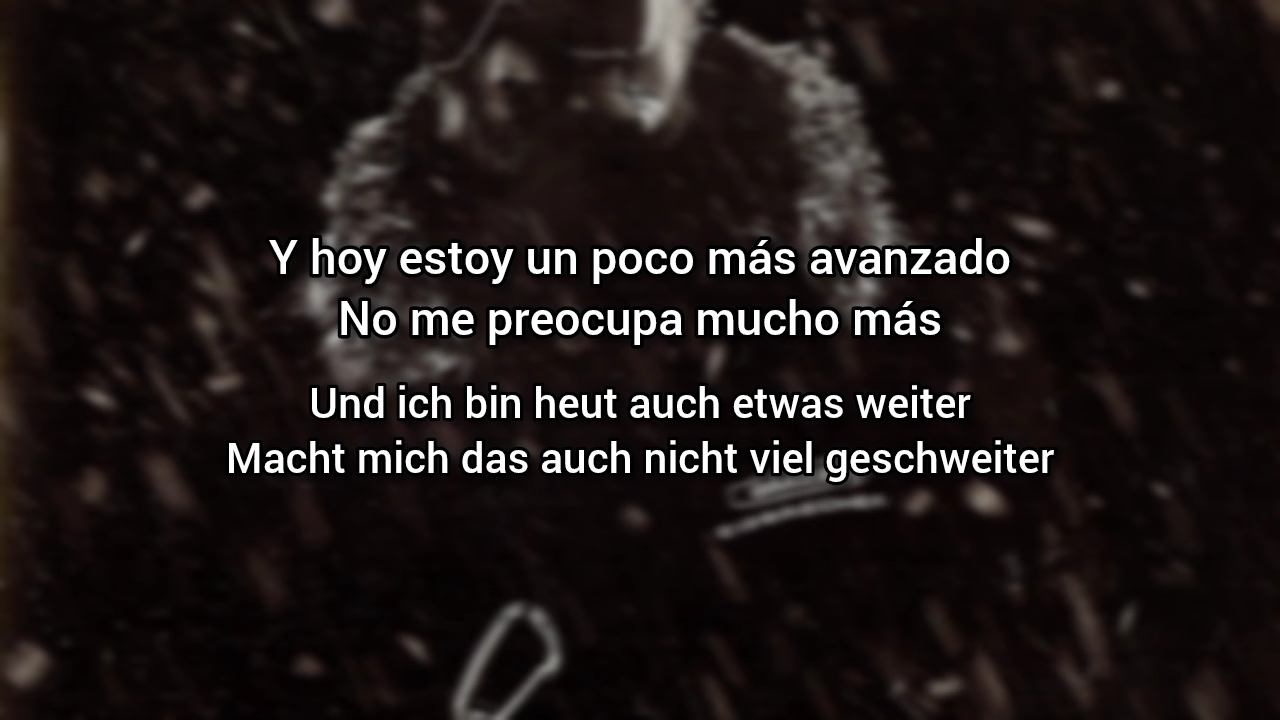 Y hoy estoy un poco más avanzado
No me preocupa mucho más
Und ich bin heut auch etwas weiter
Macht mich das auch nicht viel geschweiter